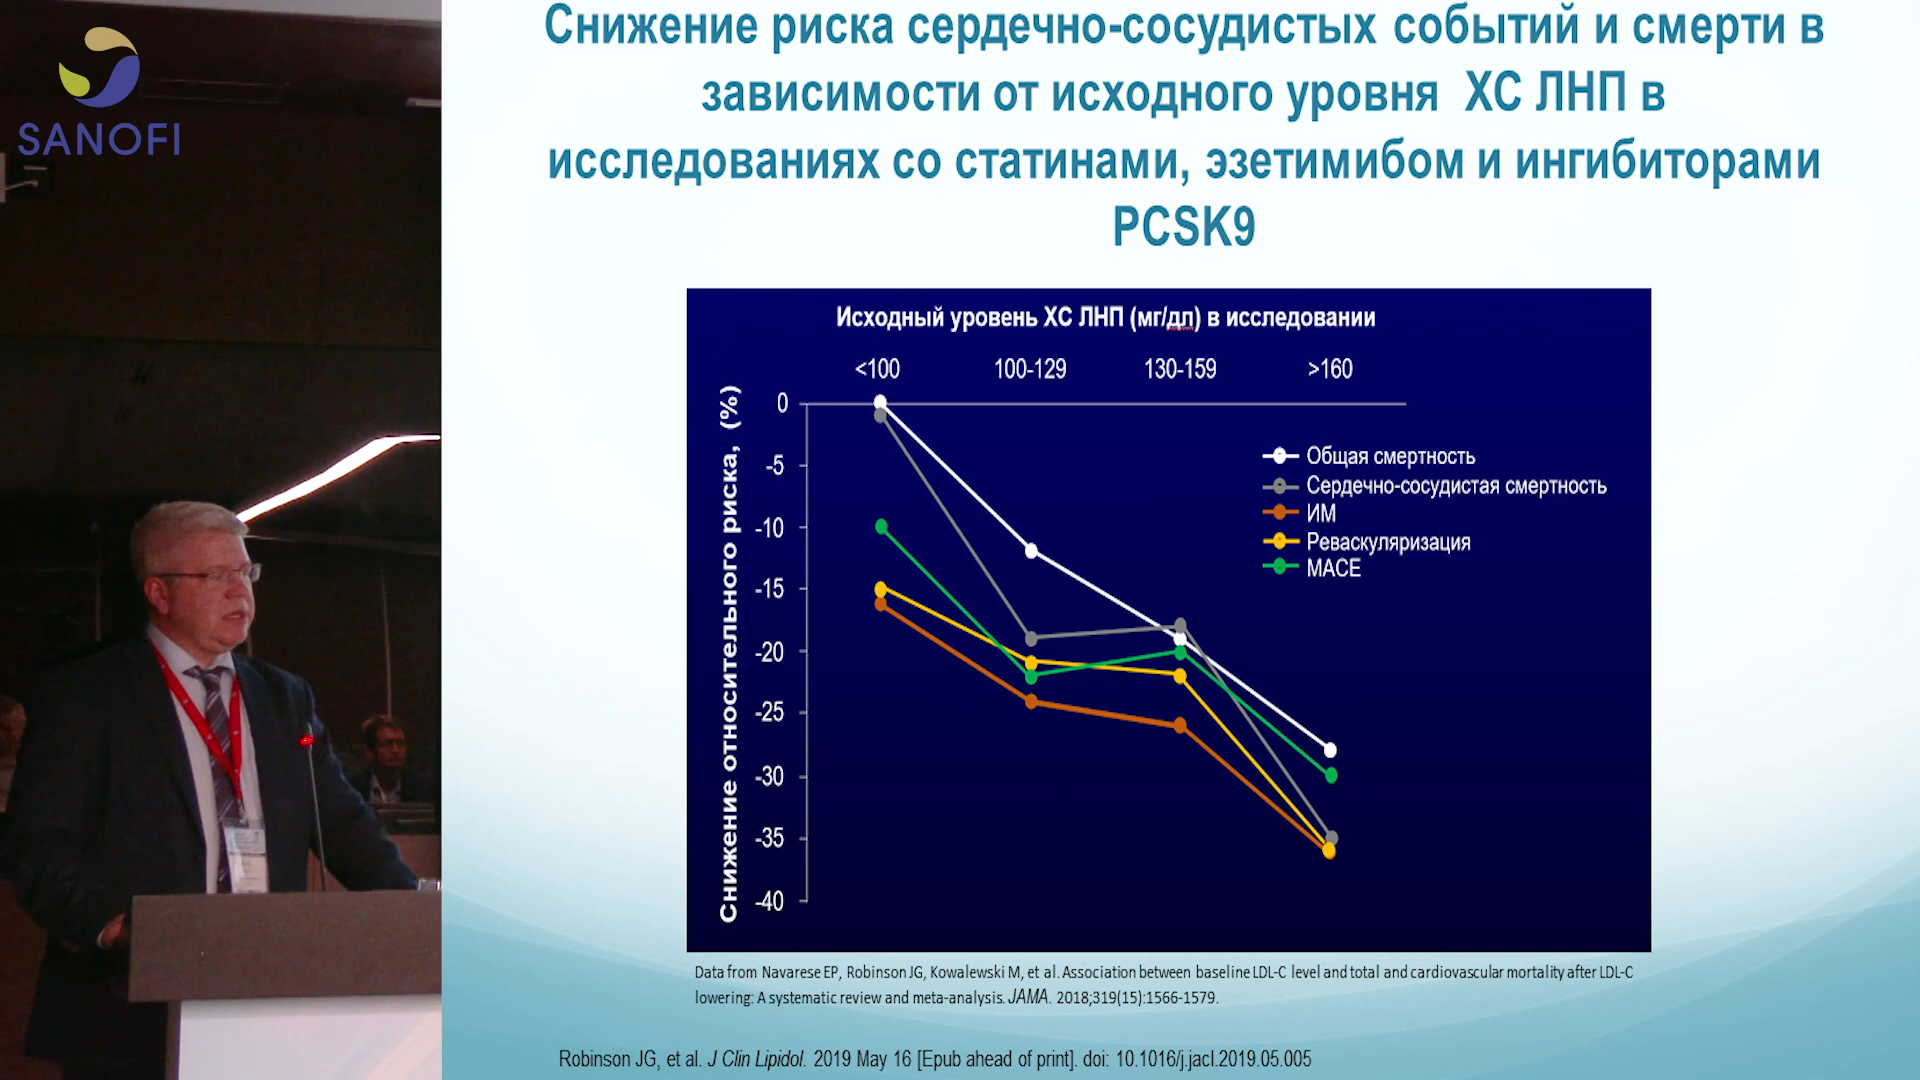 SANOFI
Снижение риска сердечно-сосудистых событий и смерти в
зависимости от исходного уровня ХС ЛНП в
исследованиях со статинами, эзетимибом и ингибиторами
PCSK9
Исходный уровень ХС ЛНП (мг/дл) в исследовании
<100 100-129 130-159 >160
Снижение относительного риска, (%)
0
-5
-10
-15
-20
-25
-30
-35
-40
Общая смертность
Сердечно-сосудистая смертность
ИМ
Реваскуляризация
MACE
Data from Navarese EP, Robinson JG, Kowalewski M, et al. Association between baseline LDL-C level and total and cardiovascular mortality after LDL-C
lowering: A systematic review and meta-analysis. JAMA. 2018;319(15):1566-1579.
Robinson JG, et al. J Clin Lipidol. 2019 May 16 [Epub ahead of print]. doi: 10.1016/j.jacl.2019.05.005